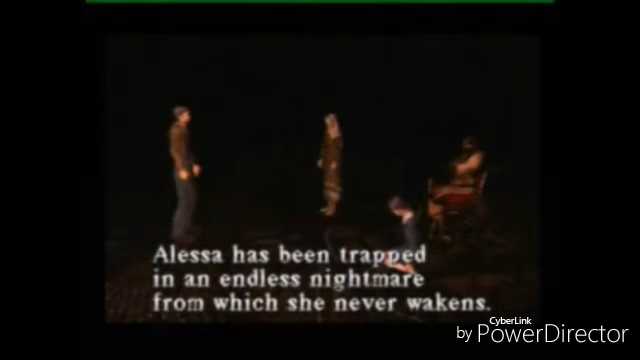 Alessa has been trapped
in an endless nightmare
from which she never wakens.
CyberLink
by PowerDirector